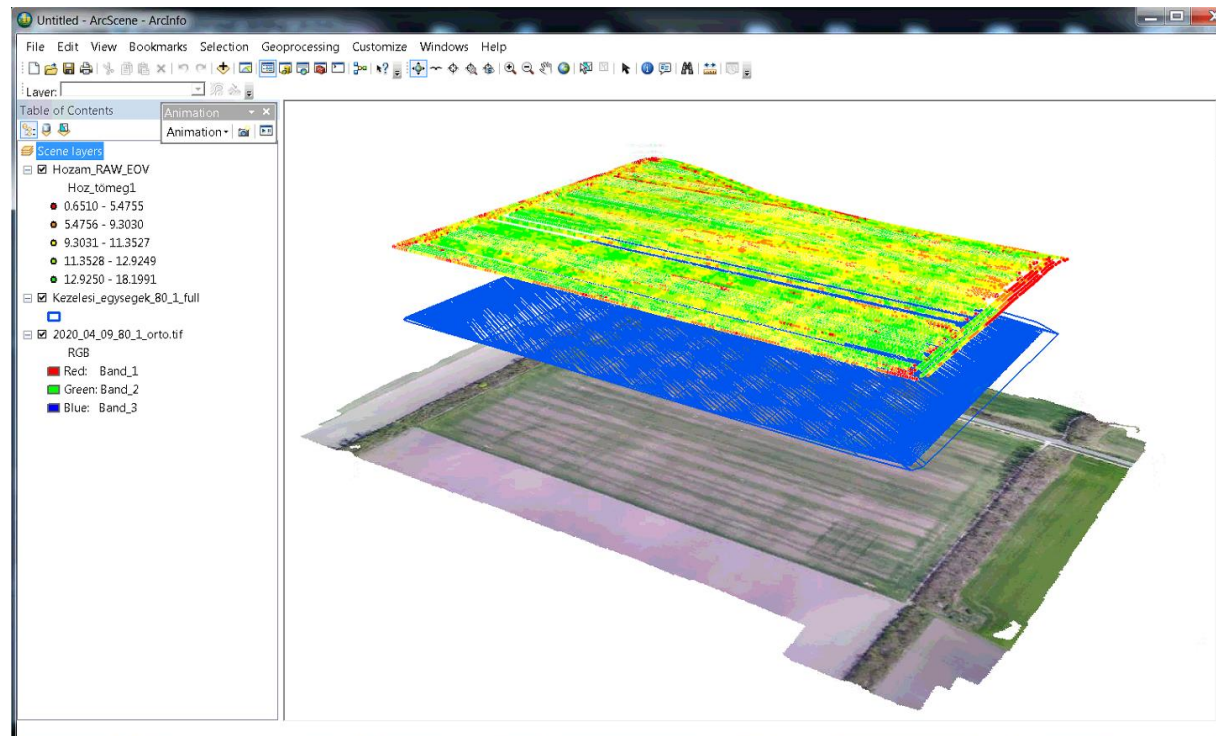 Untitled - ArcScene - ArcInfo
File Edit View Bookmarks Selection Geoprocessing Customize Windows Help
Layer:
Table of Contents
Animation
Animation
Scene layers
Hozam_RAW_EOV
Hoz_tömeg1
0.6510 - 5.4755
5.4756 - 9.3030
9.3031 - 11.3527
11.3528 - 12.9249
12.9250 - 18.1991
Kezelesi_egysegek_80_1_full
2020_04_09_80_1_orto.tif
RGB
Red: Band_1
Green: Band_2
Blue: Band_3